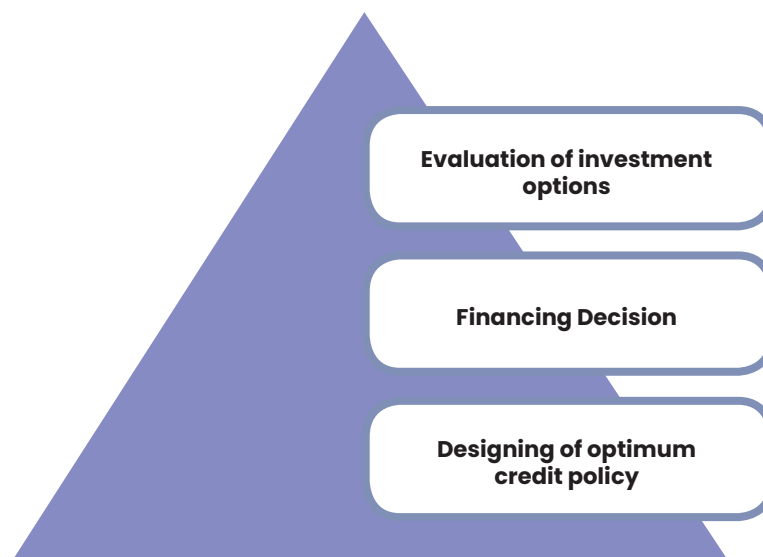 Evaluation of investment
options
Financing Decision
Designing of optimum
credit policy